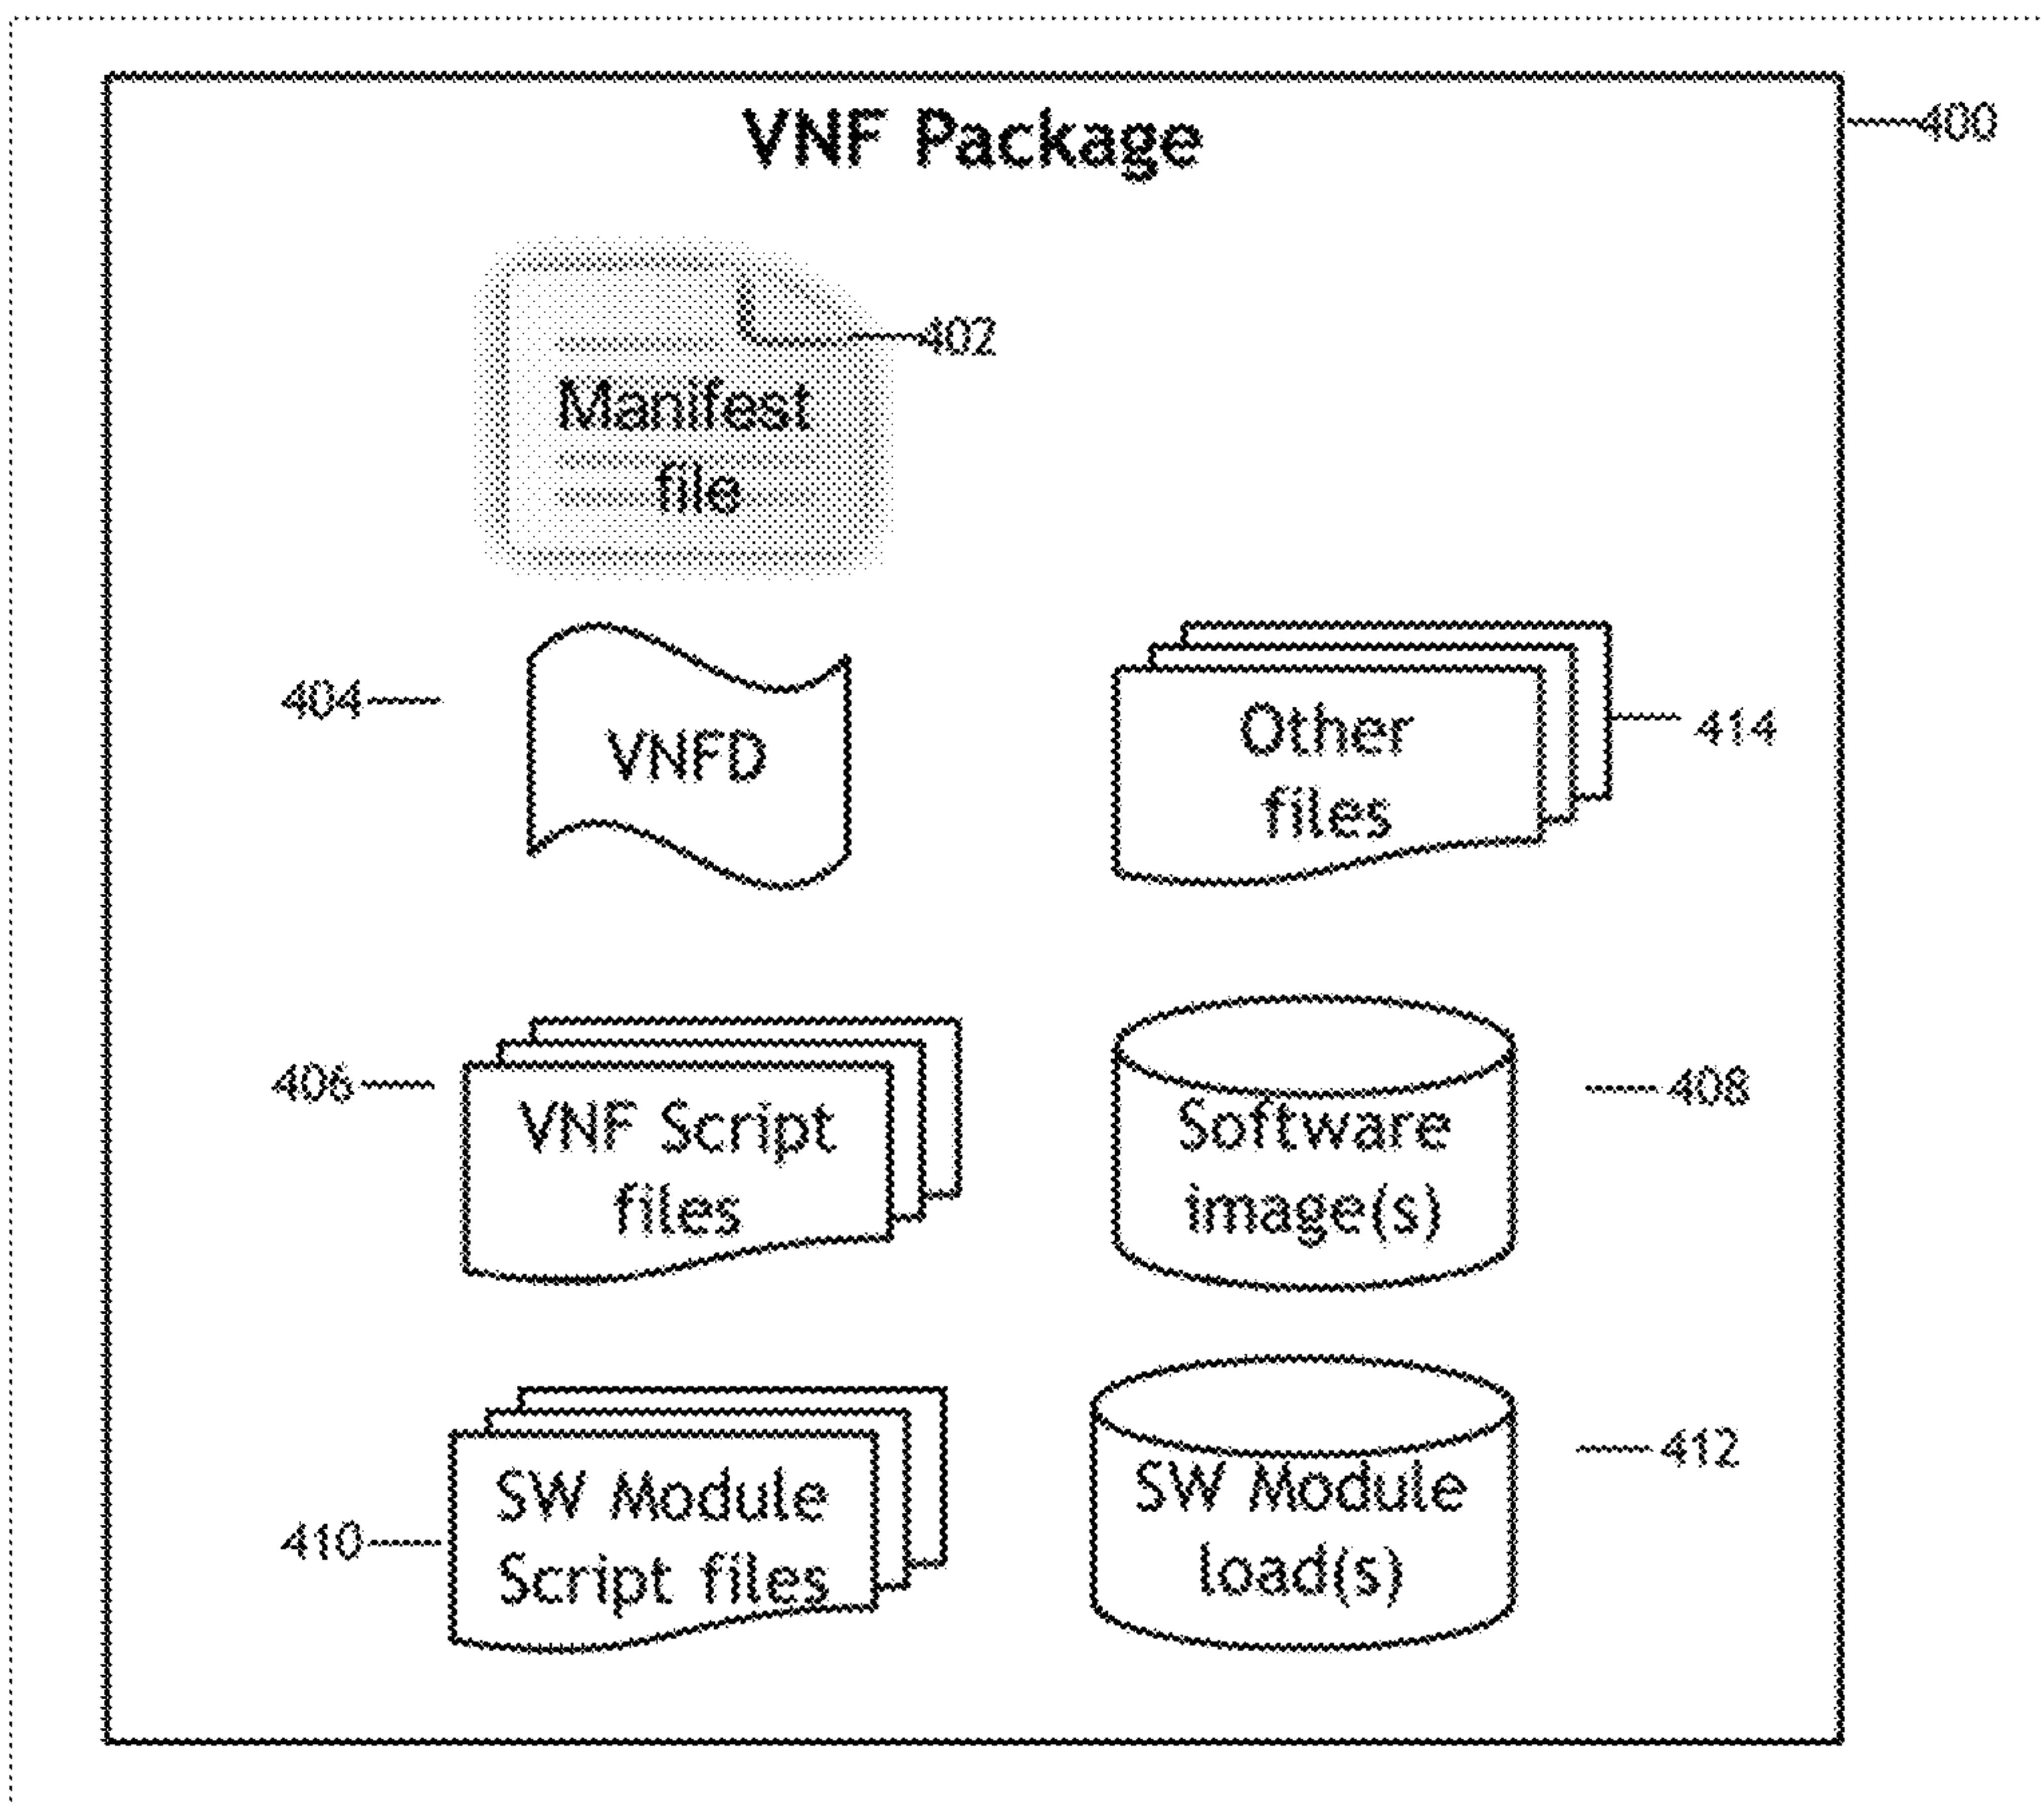 VNF Package
400
402
Manifest
file
404
VNFD
Other
files
414
406
VNF Script
files
Software
image(s)
408
410
SW Module
Script files
SW Module
load(s)
412